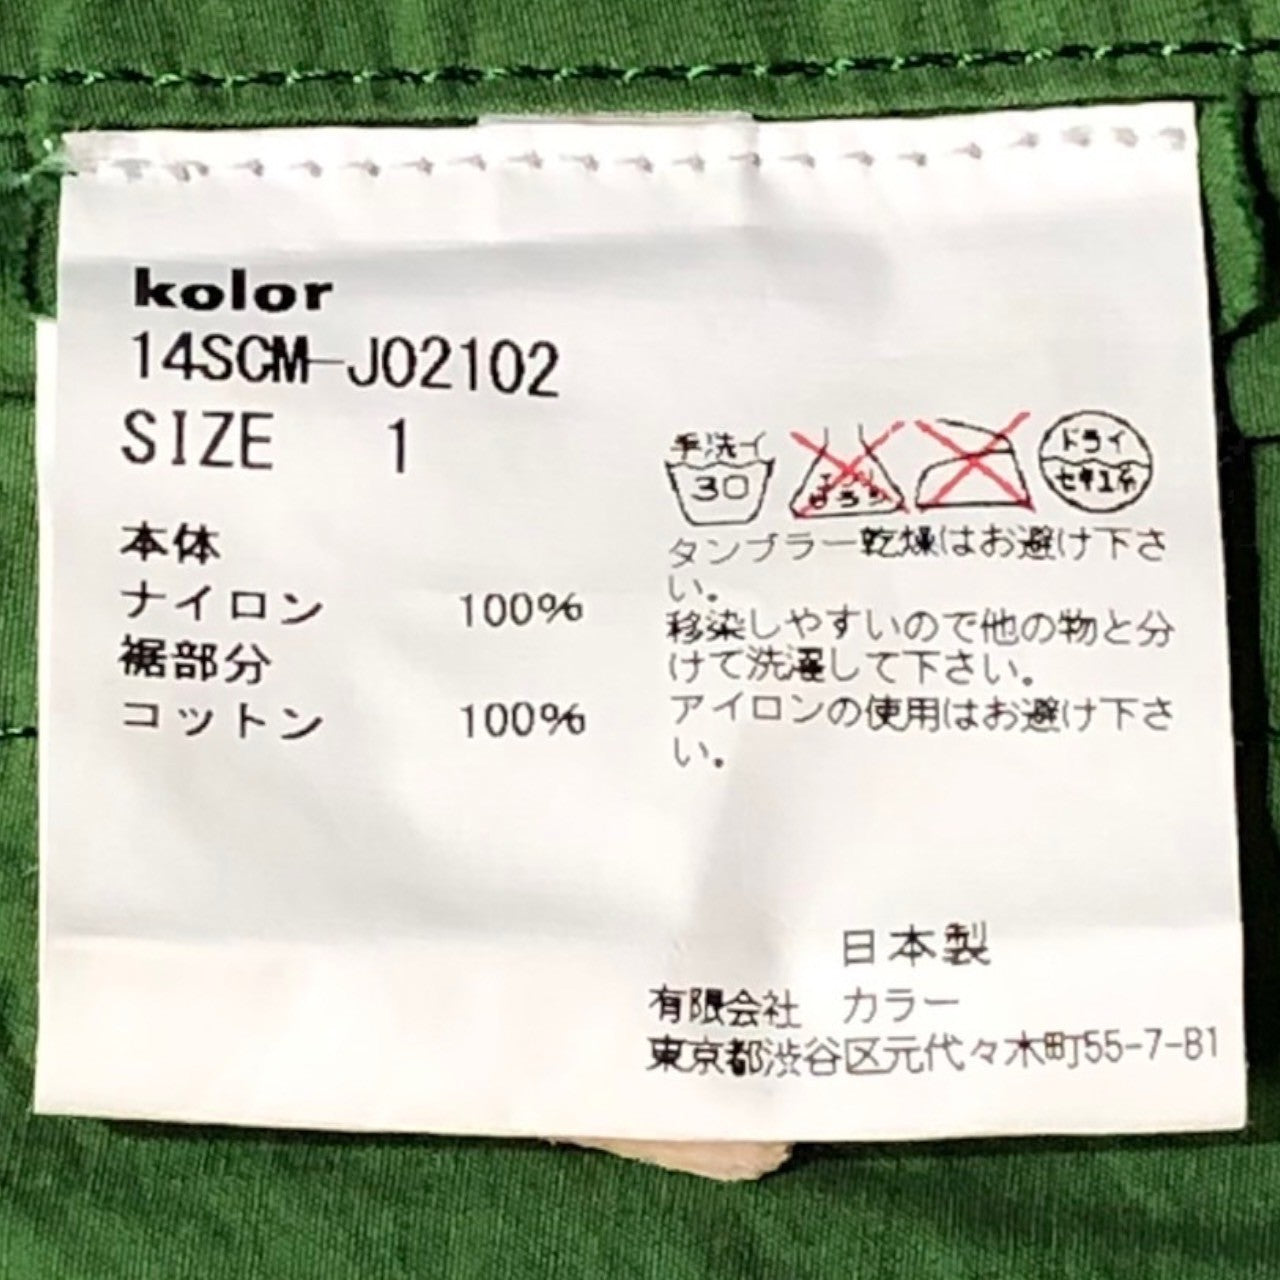 kolor
14SCM-J02102
SIZE 1
本体
ナイロン 100%
裾部分
コットン 100%
手洗イ
30
ドライ
セキユ系
タンブラー乾燥はお避け下さ
い。
移染しやすいので他の物と分
けて洗濯して下さい。
アイロンの使用はお避け下さ
い。
日本製
有限会社 カラー
東京都渋谷区元代々木町55-7-B1